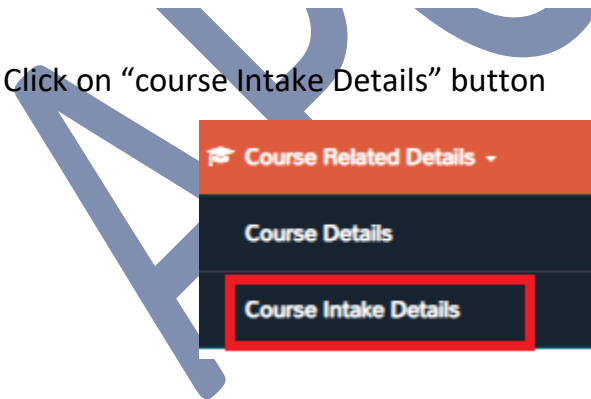 Click on “course Intake Details” button
Course Related Details
Course Details
Course Intake Details